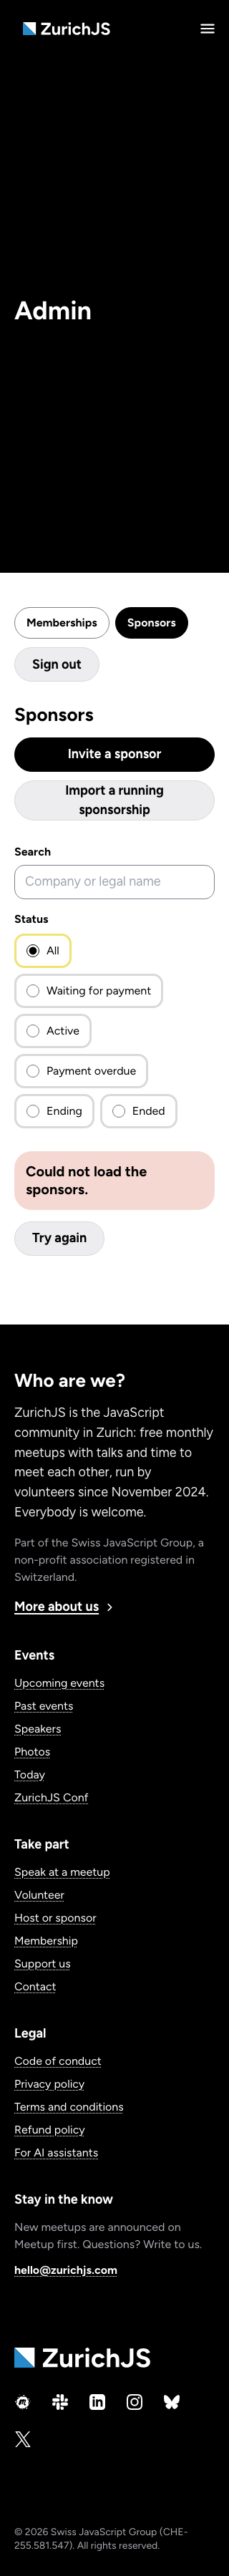 ZurichJS
Admin
Memberships
Sponsors
Sign out
Sponsors
Invite a sponsor
Import a running
sponsorship
Search
Company or legal name
Status
All
Waiting for payment
Active
Payment overdue
Ending
Ended
Could not load the
sponsors.
Try again
Who are we?
ZurichJS is the JavaScript
community in Zurich: free monthly
meetups with talks and time to
meet each other, run by
volunteers since November 2024.
Everybody is welcome.
Part of the Swiss JavaScript Group, a
non-profit association registered in
Switzerland.
More about us
Events
Upcoming events
Past events
Speakers
Photos
Today
ZurichJS Conf
Take part
Speak at a meetup
Volunteer
Host or sponsor
Membership
Support us
Contact
Legal
Code of conduct
Privacy policy
Terms and conditions
Refund policy
For AI assistants
Stay in the know
New meetups are announced on
Meetup first. Questions? Write to us.
hello@zurichjs.com
ZurichJS
© 2026 Swiss JavaScript Group (CHE-
255.581.547). All rights reserved.